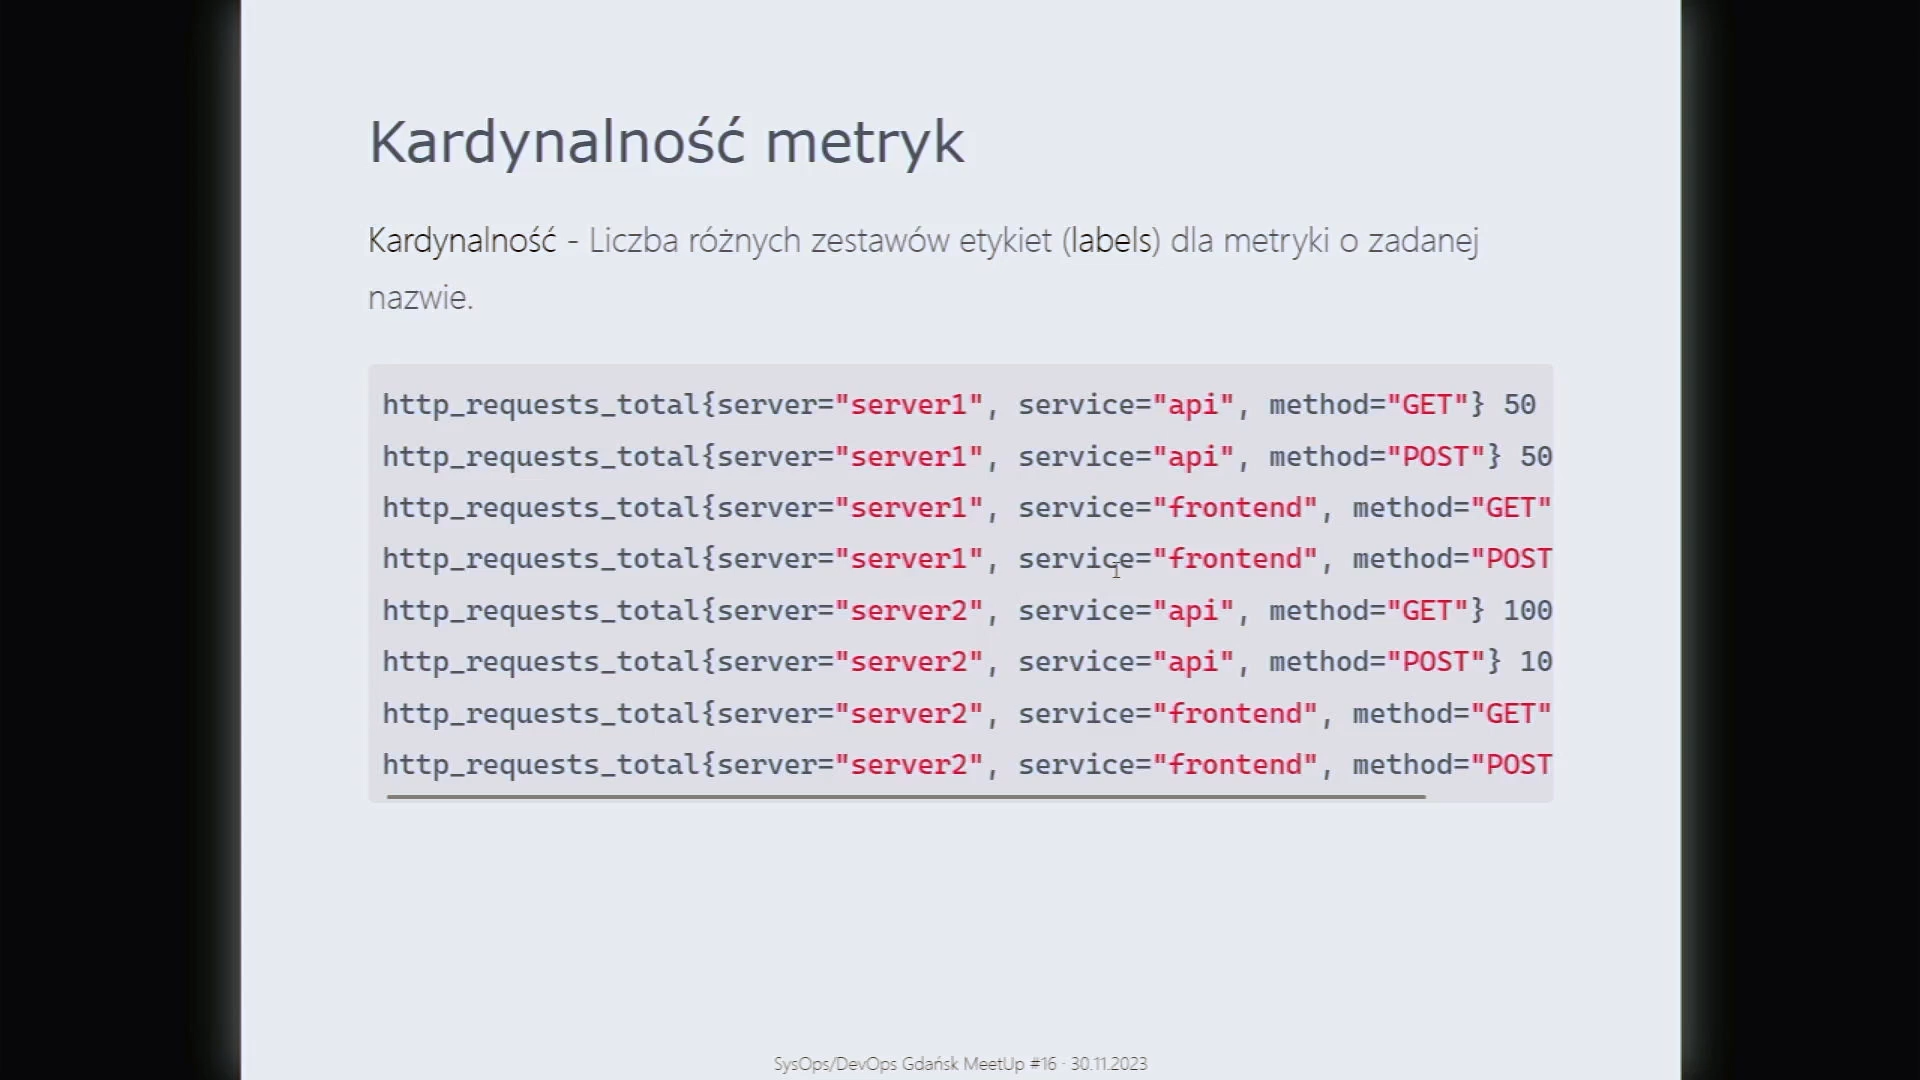 Kardynalność metryk
Kardynalność - Liczba różnych zestawów etykiet (labels) dla metryki o zadanej
nazwie.
http_requests_total{server="server1", service="api", method="GET"} 50
http_requests_total{server="server1", service="api", method="POST"} 50
http_requests_total{server="server1", service="frontend", method="GET"
http_requests_total{server="server1", service="frontend", method="POST
http_requests_total{server="server2", service="api", method="GET"} 100
http_requests_total{server="server2", service="api", method="POST"} 10
http_requests_total{server="server2", service="frontend", method="GET"
http_requests_total{server="server2", service="frontend", method="POST
SysOps/DevOps Gdańsk MeetUp #16 · 30.11.2023